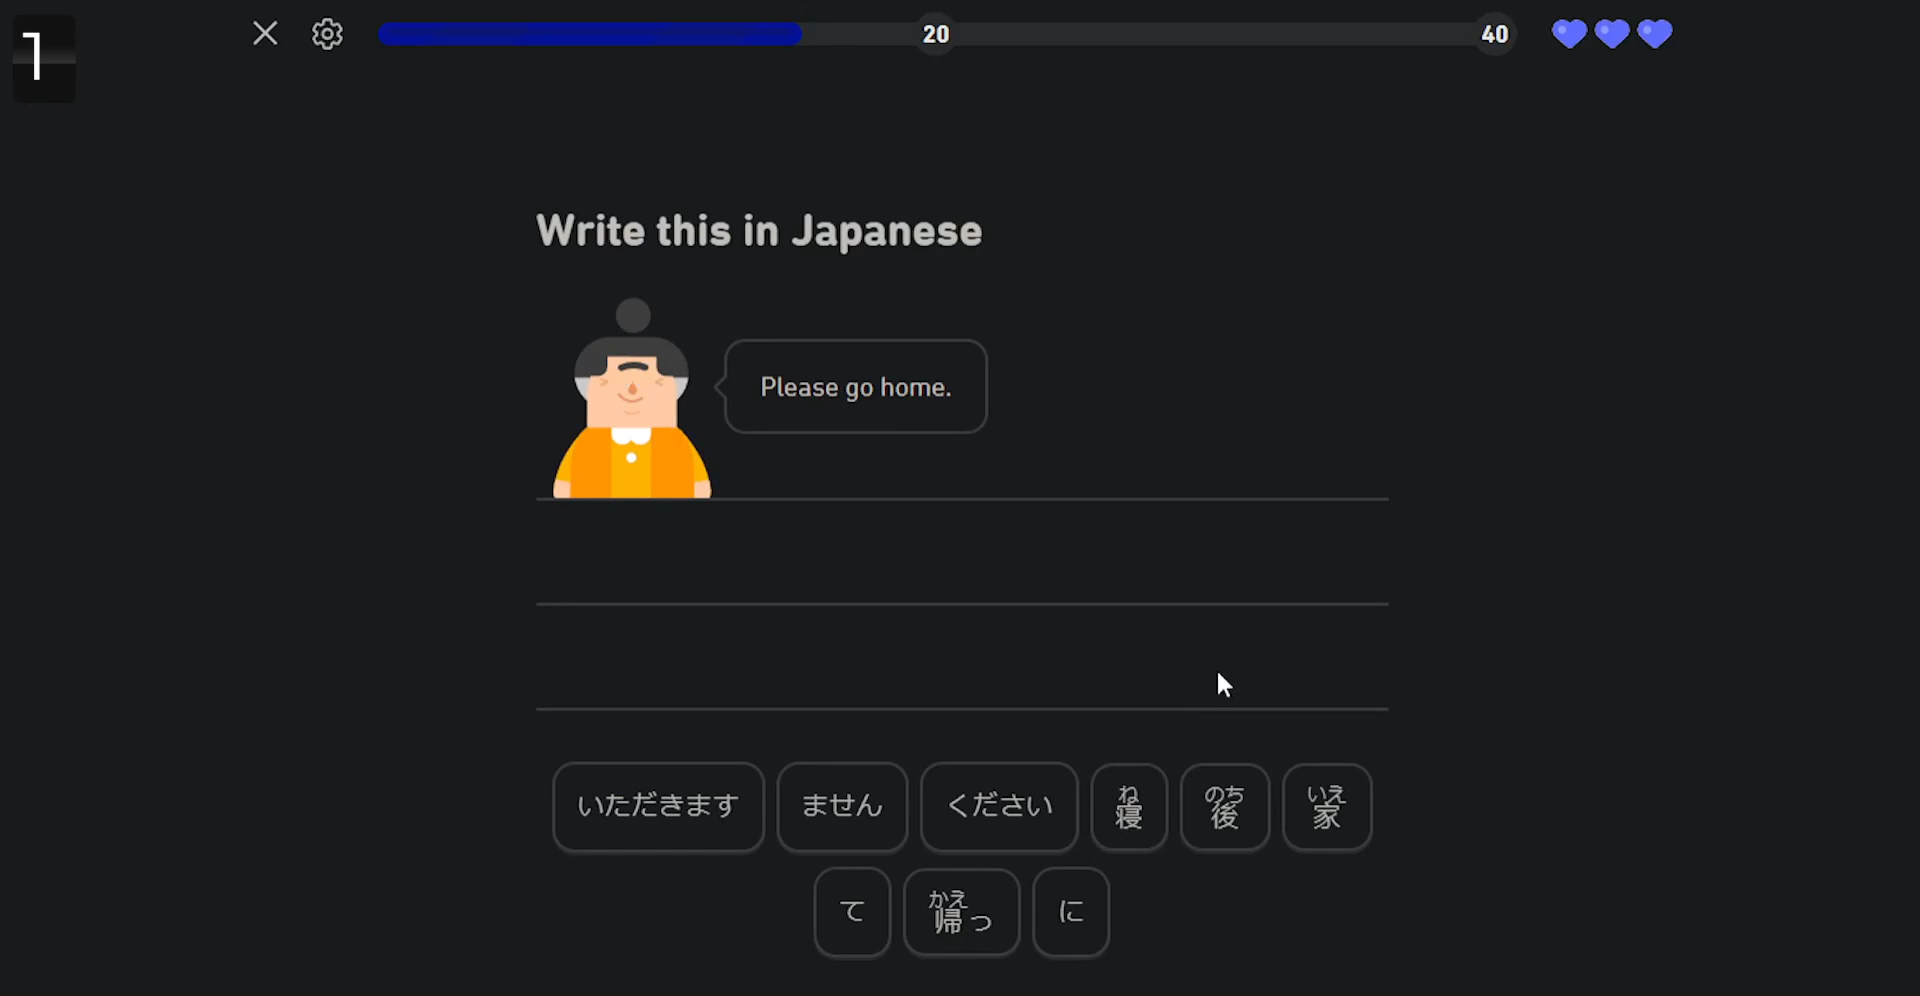 1
20
40
Write this in Japanese
Please go home.
いただきます
ません
ください
ね
寝
のち
後
いえ
家
て
かえ
帰っ
に